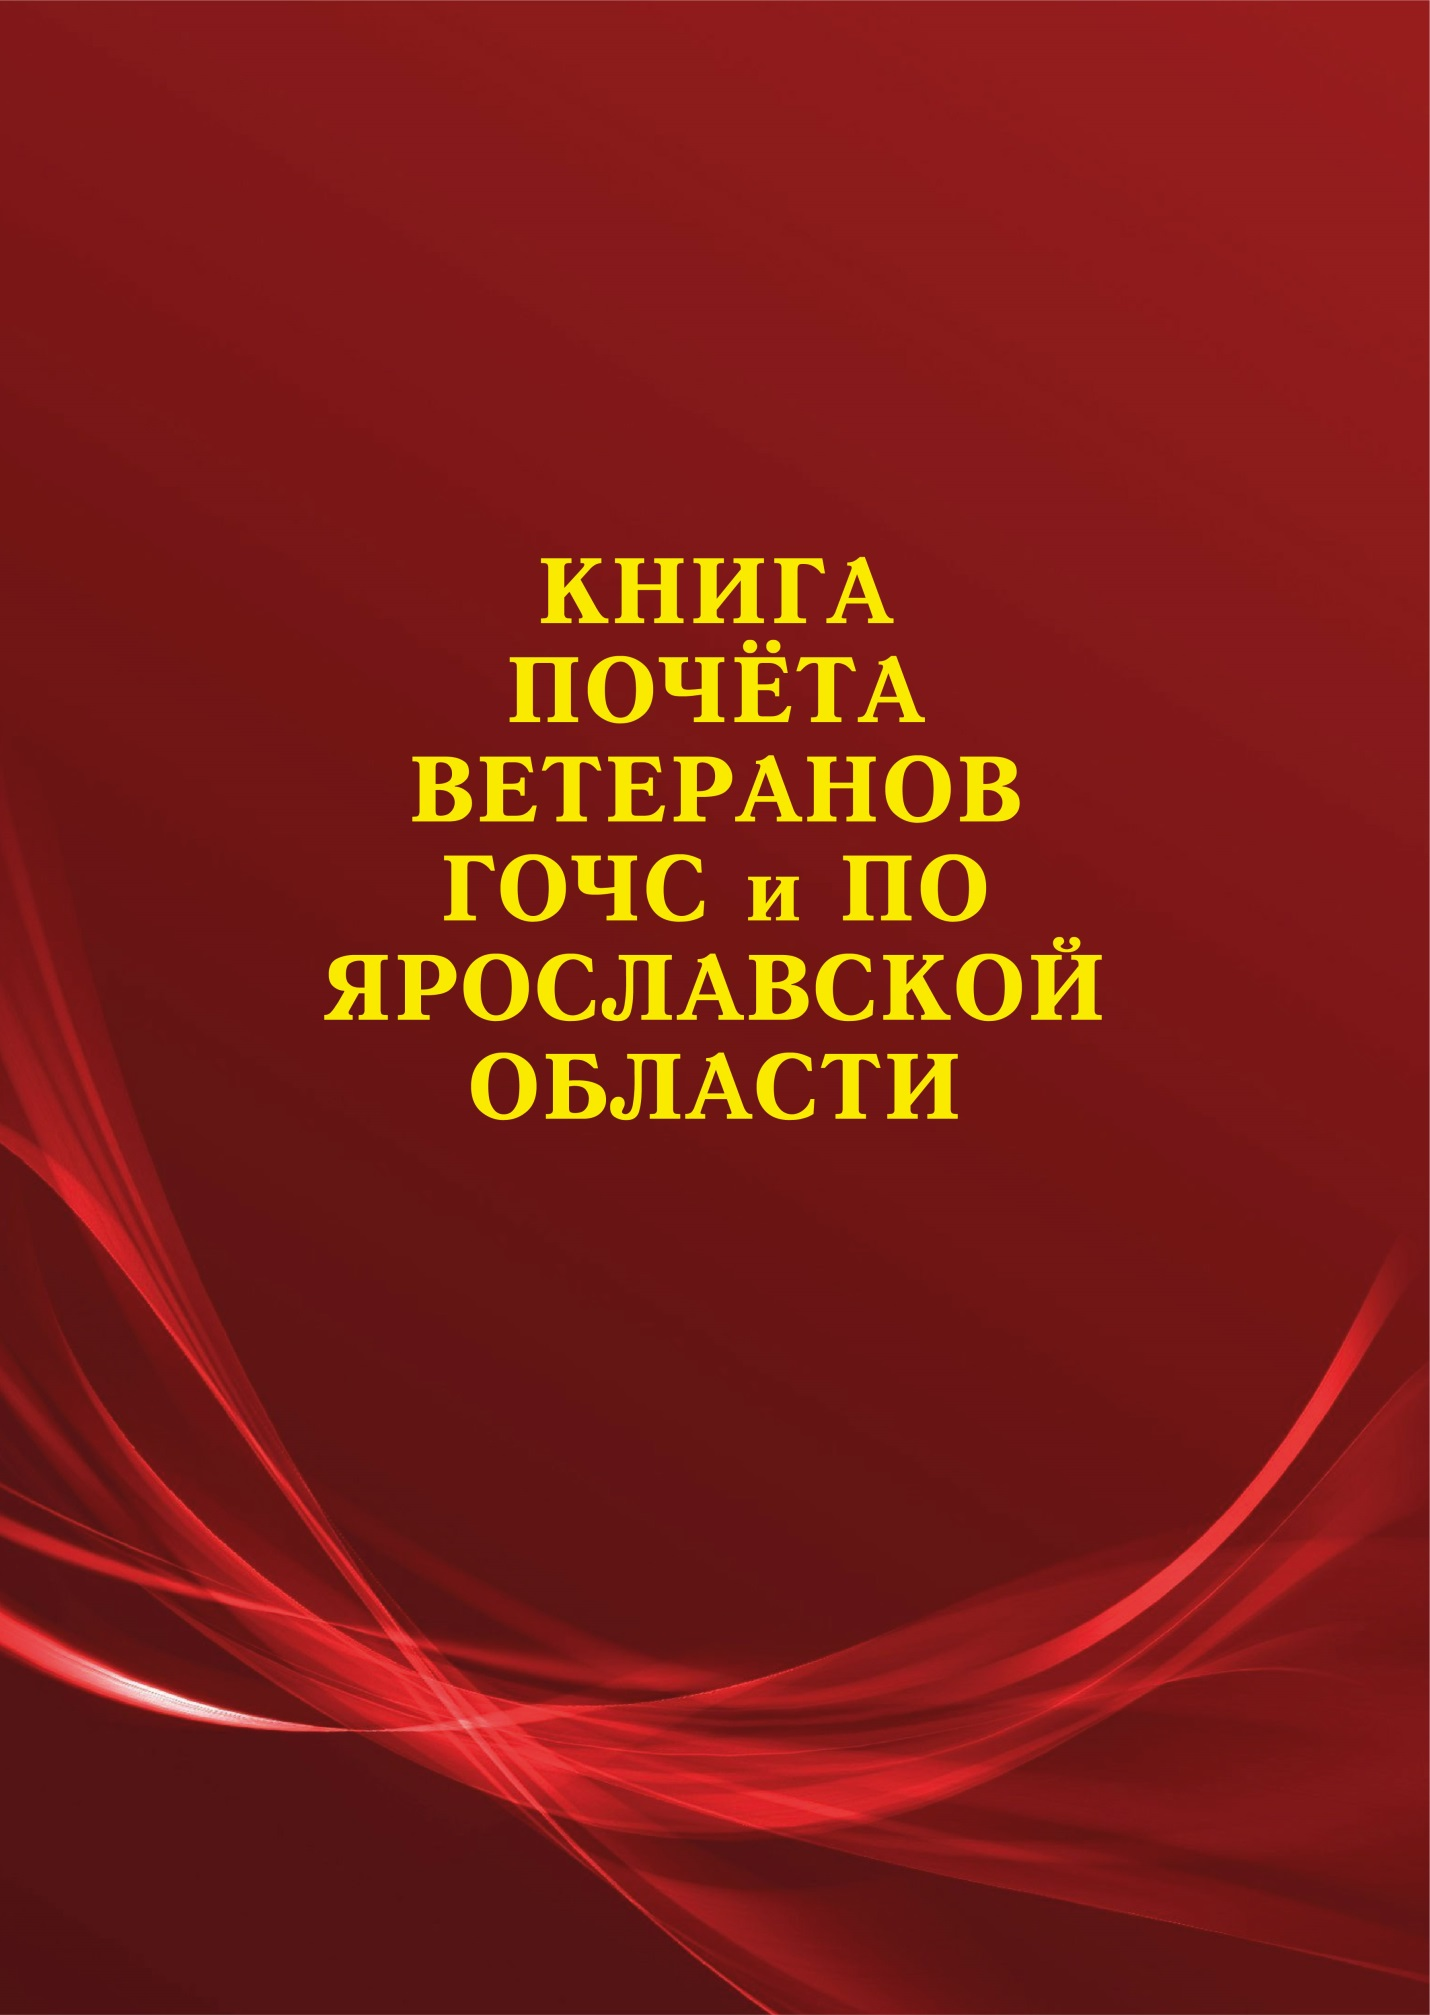 КНИГА
ПОЧЁТА
ВЕТЕРАНОВ
ГОЧС и ПО
ЯРОСЛАВСКОЙ
ОБЛАСТИ